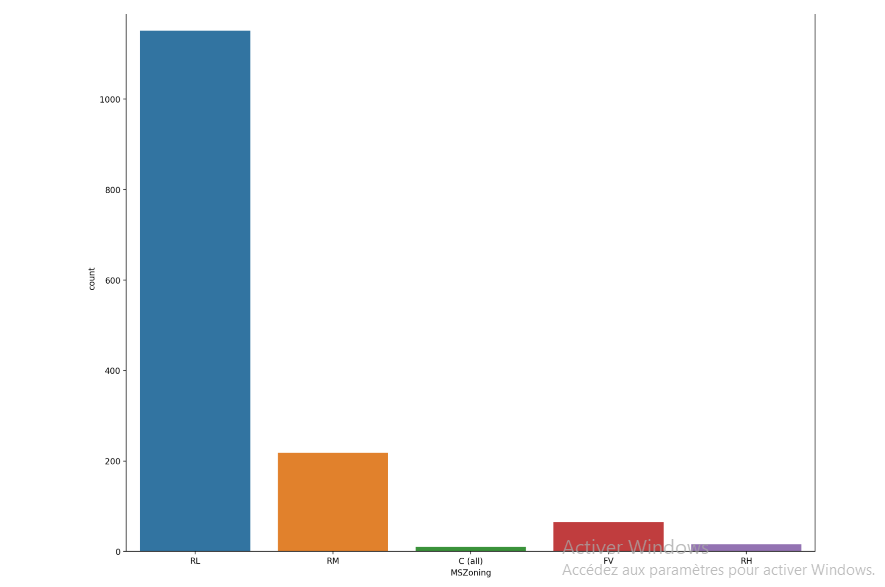 1000
800
600
400
200
0
count
RL RM C (all) FV RH
MSZoning
Activer Windows
Accédez aux paramètres pour activer Windows.